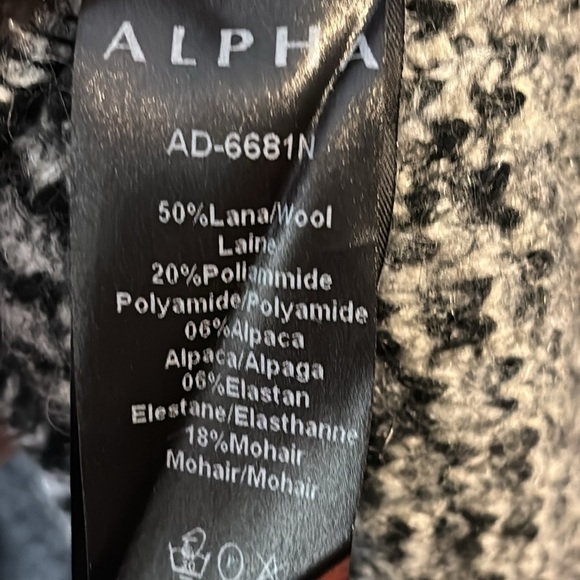 ALPHA
AD-6681N
50%Lana/Wool
Laine
20%Poliammide
Polyamide/Polyamide
06%Alpaca
Alpaca/Alpaga
06%Elastan
Elestane/Elasthanne
18%Mohair
Mohair/Mohair